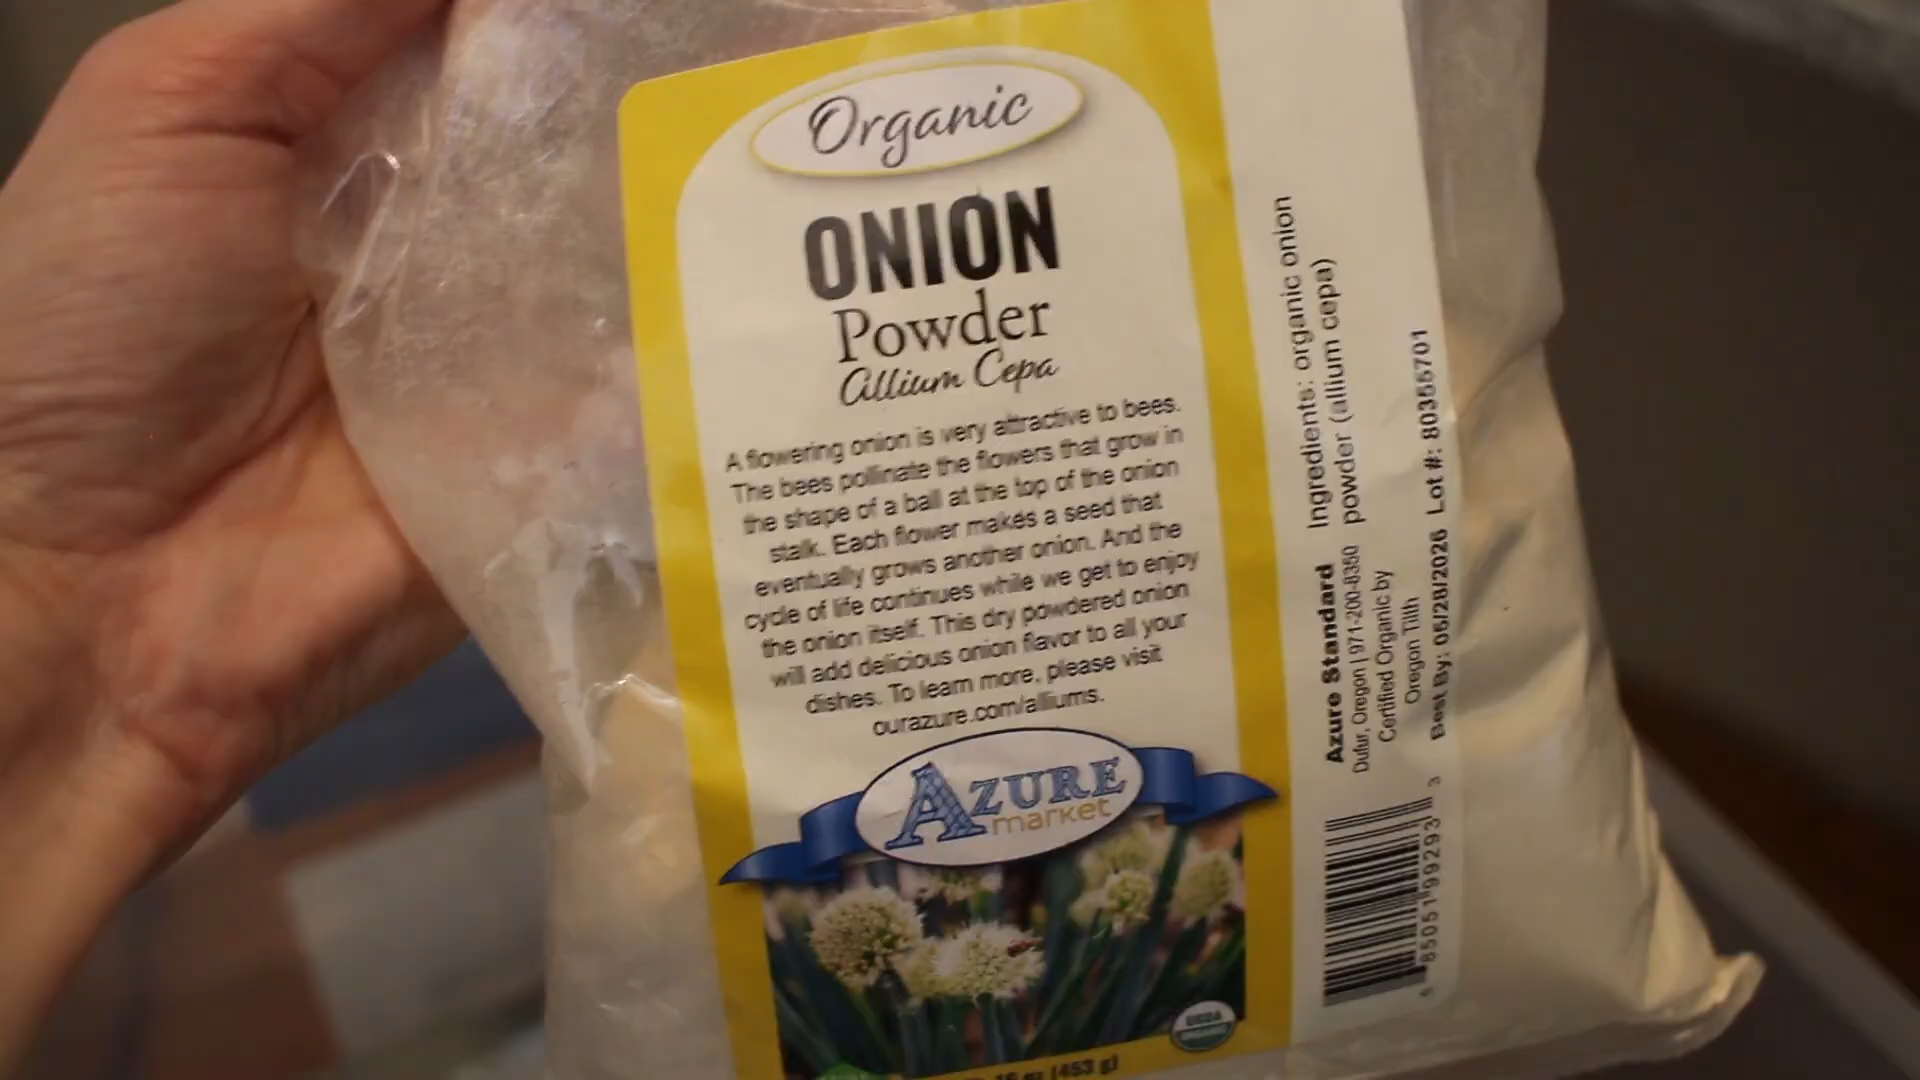 Organic
ONION
Powder
Allium Cepa
A flowering onion is very attractive to bees.
The bees pollinate the flowers that grow in
the shape of a ball at the top of the onion
stalk. Each flower makes a seed that
eventually grows another onion. And the
cycle of life continues while we get to enjoy
the onion itself. This dry powdered onion
will add delicious onion flavor to all your
dishes. To learn more, please visit
ourazure.com/alliums.
AZURE
market
USDA
ORGANIC
16 oz (453 g)
Ingredients: organic onion
powder (allium cepa)
Azure Standard
Dufur, Oregon | 971-200-8350
Certified Organic by
Oregon Tilth
Best By: 05/28/2026 Lot #: 80355701
85051 99293 3